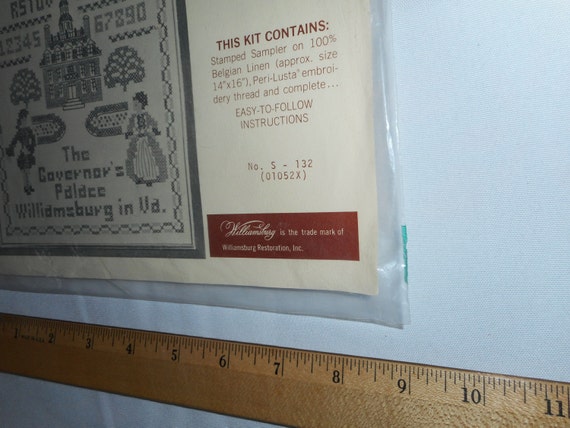 RSTUV
12345 67890
The
Governor's
Palace
Williamsburg in Va.
THIS KIT CONTAINS:
Stamped Sampler on 100%
Belgian Linen (approx. size
14"x16"), Peri-Lusta® embroi-
dery thread and complete...
EASY-TO-FOLLOW
INSTRUCTIONS
No. S - 132
(01052X)
Williamsburg is the trade mark of
Williamsburg Restoration, Inc.
1 2 3 4 5 6 7 8 9 10 11